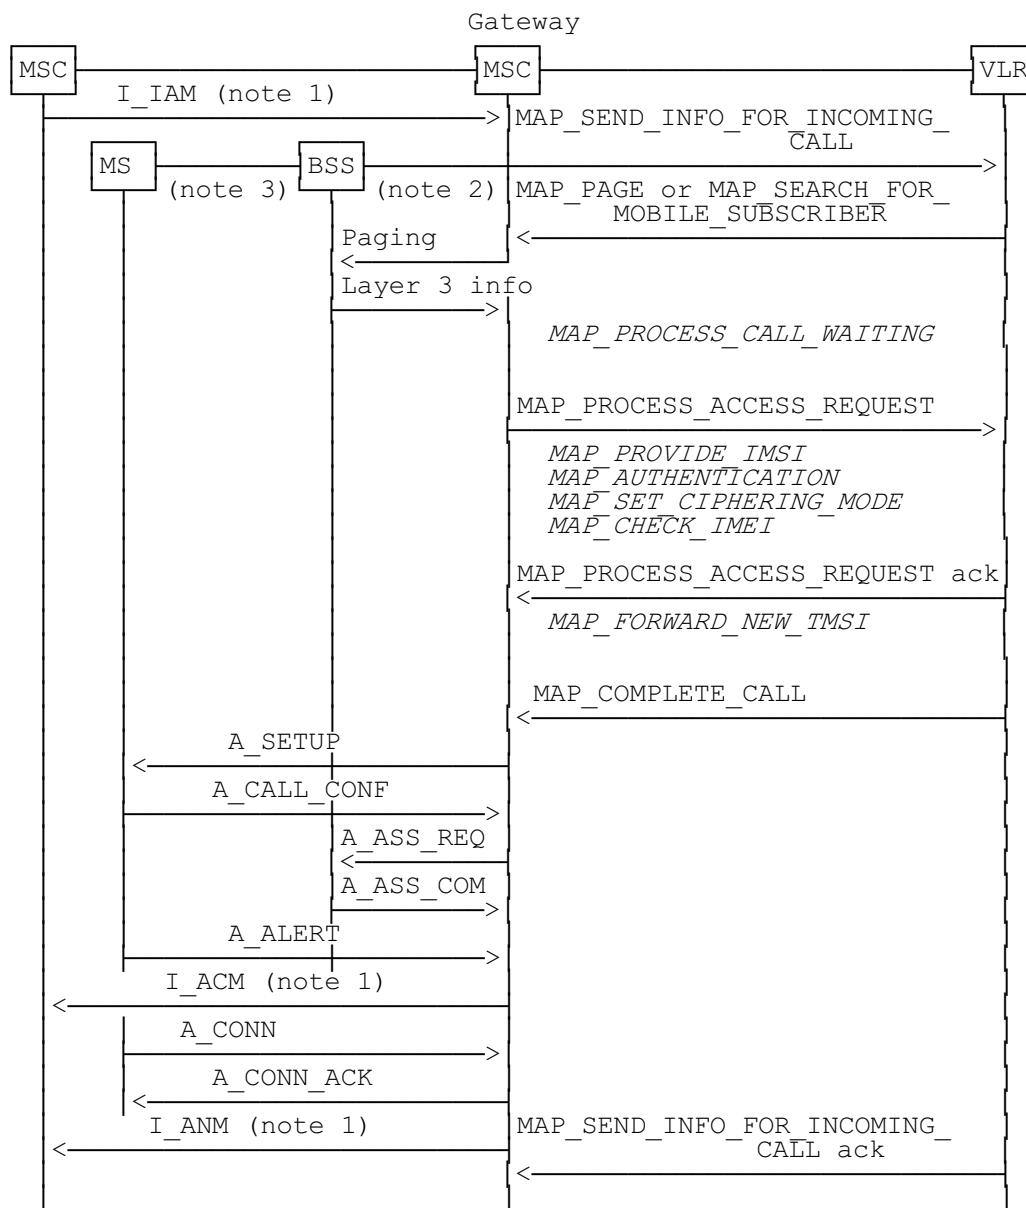 Gateway
MSC
MSC
VLR
I_IAM (note 1)
MAP_SEND_INFO_FOR_INCOMING_
CALL
MS
(note 3)
BSS
(note 2)
MAP_PAGE or MAP_SEARCH_FOR_
MOBILE_SUBSCRIBER
Paging
Layer 3 info
MAP_PROCESS_CALL_WAITING
MAP_PROCESS_ACCESS_REQUEST
MAP_PROVIDE_IMSI
MAP_AUTHENTICATION
MAP_SET_CIPHERING_MODE
MAP_CHECK_IMEI
MAP_PROCESS_ACCESS_REQUEST ack
MAP_FORWARD_NEW_TMSI
MAP_COMPLETE_CALL
A_SETUP
A_CALL_CONF
A_ASS_REQ
A_ASS_COM
A_ALERT
I_ACM (note 1)
A_CONN
A_CONN_ACK
I_ANM (note 1)
MAP_SEND_INFO_FOR_INCOMING_
CALL ack